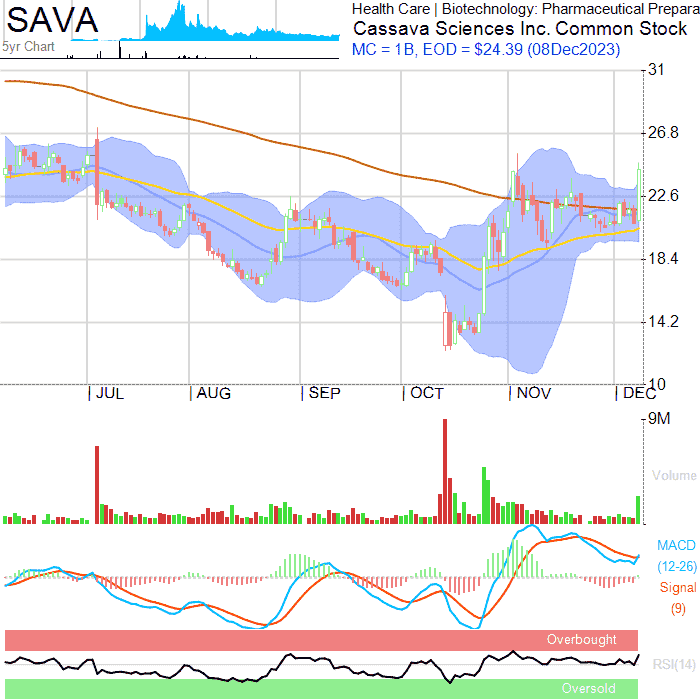 SAVA
5yr Chart
Health Care | Biotechnology: Pharmaceutical Prepara
Cassava Sciences Inc. Common Stock
MC = 1B, EOD = $24.39 (08Dec2023)
31
26.8
22.6
18.4
14.2
10
JUL AUG SEP OCT NOV DEC
9M
Volume
MACD
(12-26)
Signal
(9)
Overbought
RSI(14)
Oversold